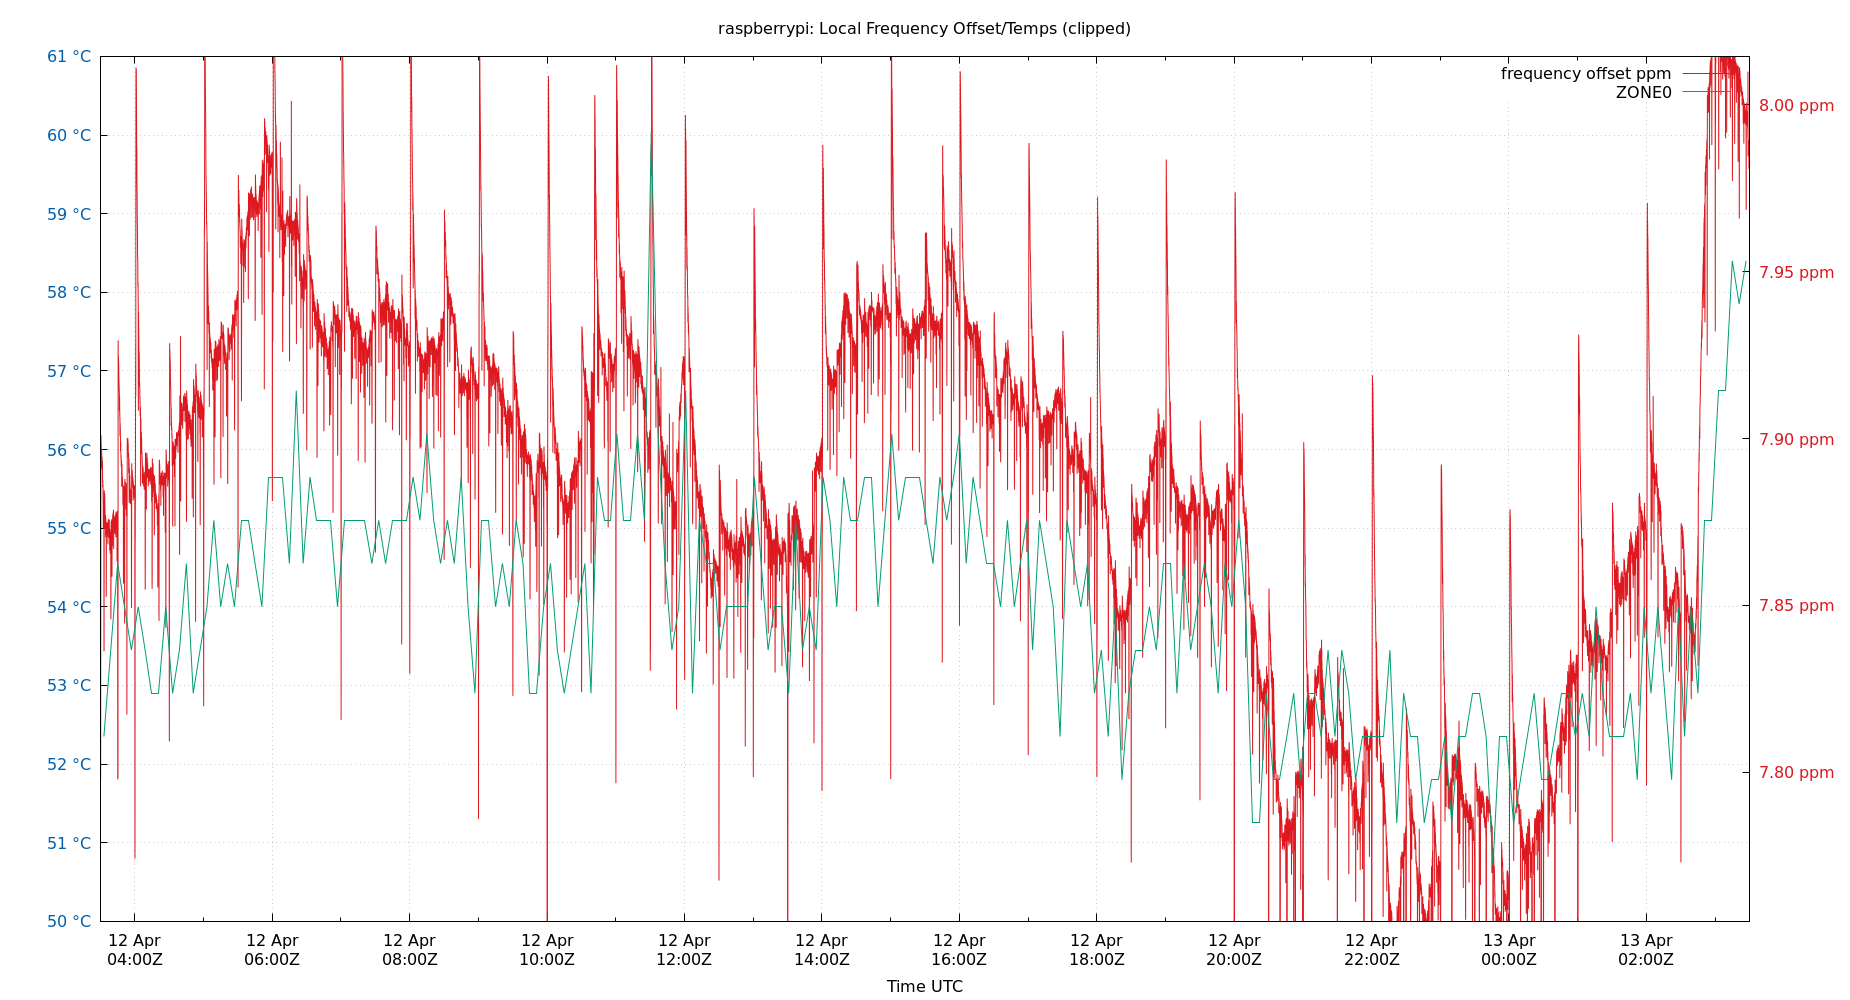 raspberrypi: Local Frequency Offset/Temps (clipped)
frequency offset ppm
ZONE0
61 °C
60 °C
59 °C
58 °C
57 °C
56 °C
55 °C
54 °C
53 °C
52 °C
51 °C
50 °C
8.00 ppm
7.95 ppm
7.90 ppm
7.85 ppm
7.80 ppm
12 Apr
04:00Z
12 Apr
06:00Z
12 Apr
08:00Z
12 Apr
10:00Z
12 Apr
12:00Z
12 Apr
14:00Z
12 Apr
16:00Z
12 Apr
18:00Z
12 Apr
20:00Z
12 Apr
22:00Z
13 Apr
00:00Z
13 Apr
02:00Z
Time UTC